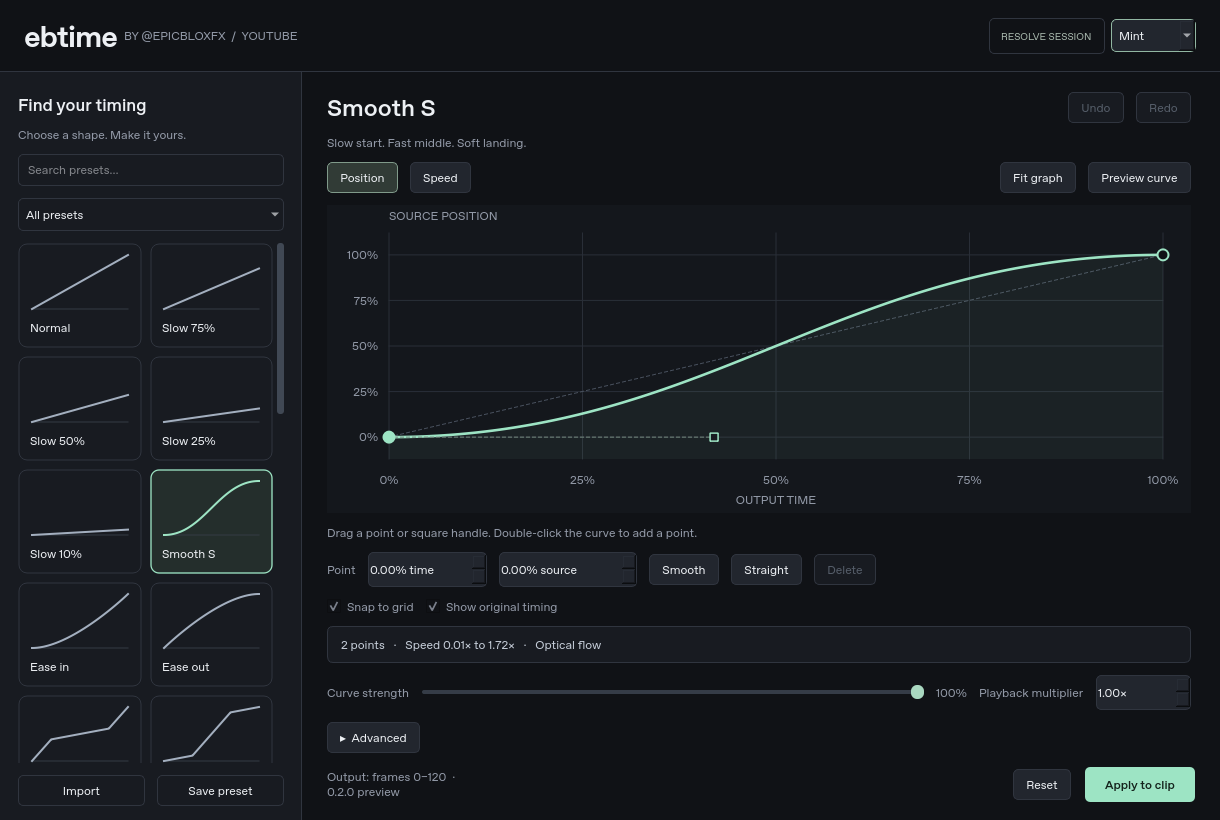 ebtime BY @EPICBLOXFX / YOUTUBE
RESOLVE SESSION
Mint
Find your timing
Choose a shape. Make it yours.
Search presets...
All presets
Normal
Slow 75%
Slow 50%
Slow 25%
Slow 10%
Smooth S
Ease in
Ease out
Import
Save preset
Smooth S
Undo
Redo
Slow start. Fast middle. Soft landing.
Position
Speed
Fit graph
Preview curve
SOURCE POSITION
100%
75%
50%
25%
0%
0%
25%
50%
75%
100%
OUTPUT TIME
Drag a point or square handle. Double-click the curve to add a point.
Point
0.00% time
0.00% source
Smooth
Straight
Delete
Snap to grid
Show original timing
2 points · Speed 0.01× to 1.72× · Optical flow
Curve strength
100%
Playback multiplier
1.00×
▸ Advanced
Output: frames 0–120 ·
0.2.0 preview
Reset
Apply to clip